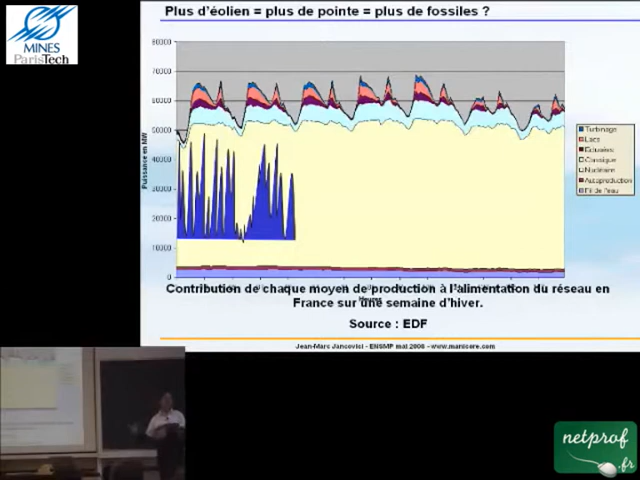 Plus d'éolien = plus de pointe = plus de fossiles ?
MINES
ParisTech
80000
70000
60000
50000
40000
30000
20000
10000
0
Puissance en MW
Turbinage
Lacs
Eclusées
Classique
Nucléaire
Autoproduction
Fil de l'eau
Contribution de chaque moyen de production à l'alimentation du réseau en
France sur une semaine d'hiver.
Source : EDF
Jean-Marc Jancovici - ENSMP mai 2008 - www.manicore.com
netprof
.fr